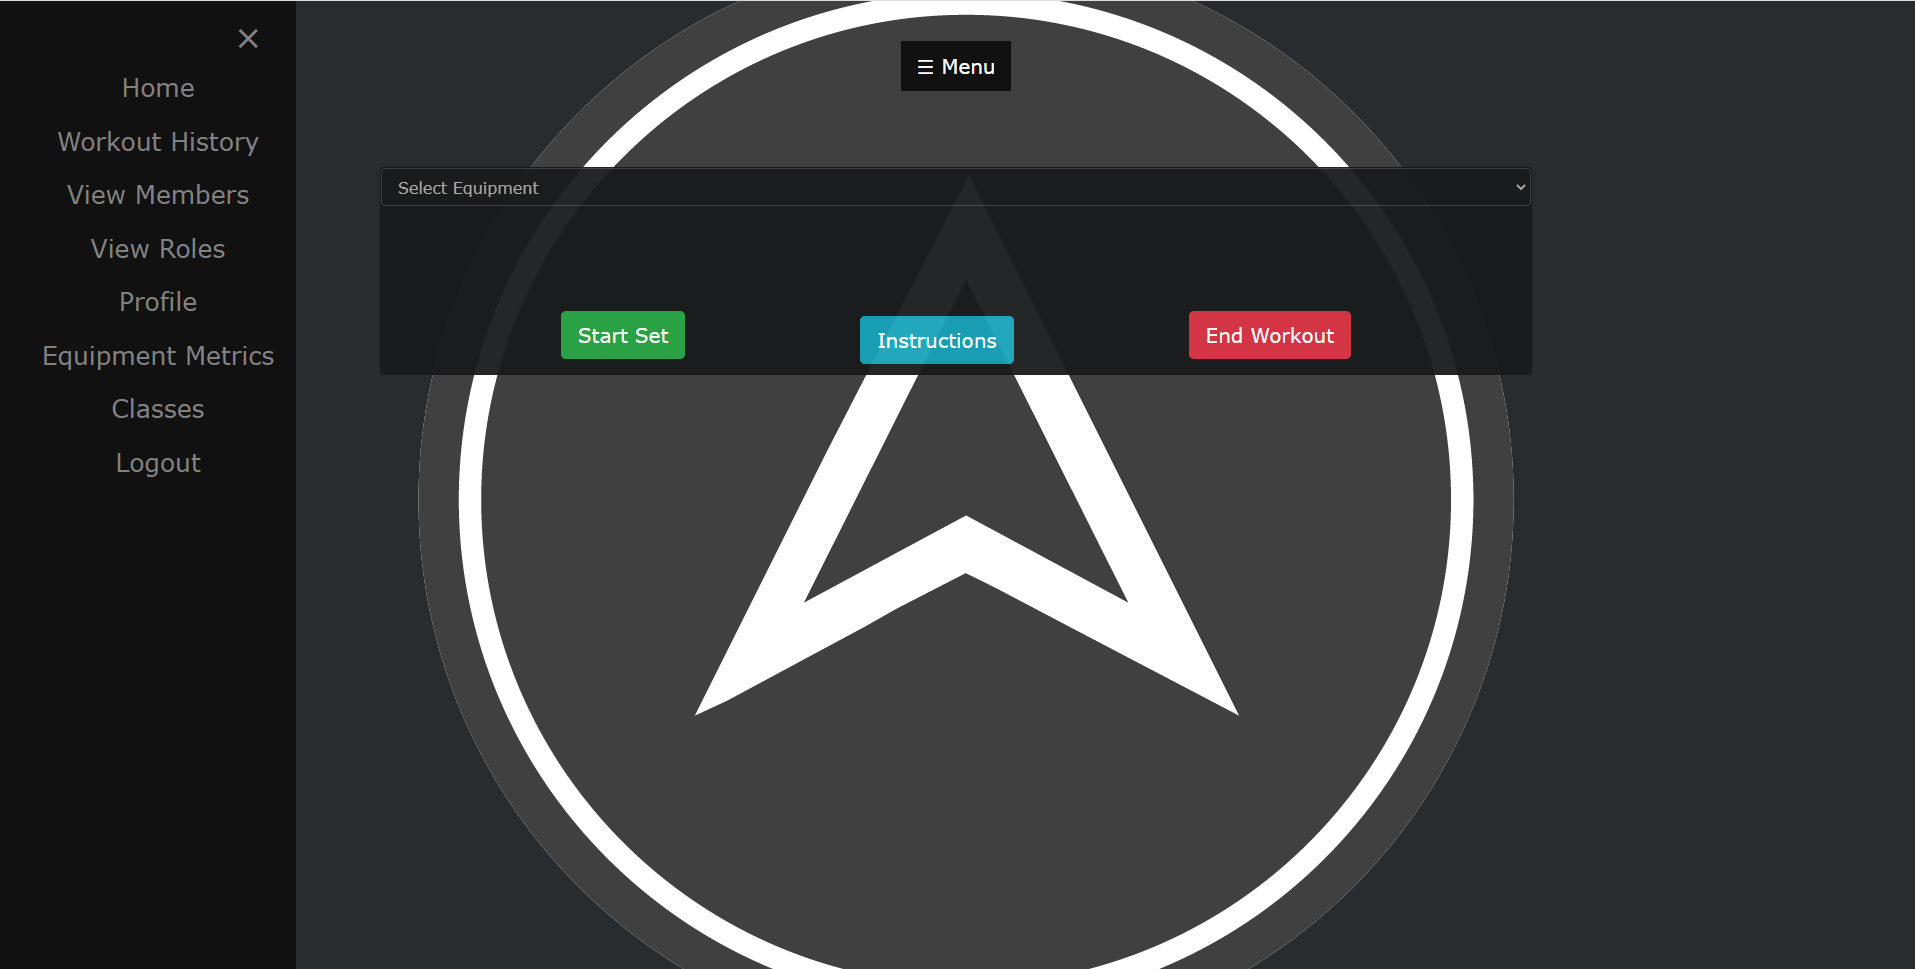 ×
Home
Workout History
View Members
View Roles
Profile
Equipment Metrics
Classes
Logout
☰ Menu
Select Equipment
Start Set
Instructions
End Workout